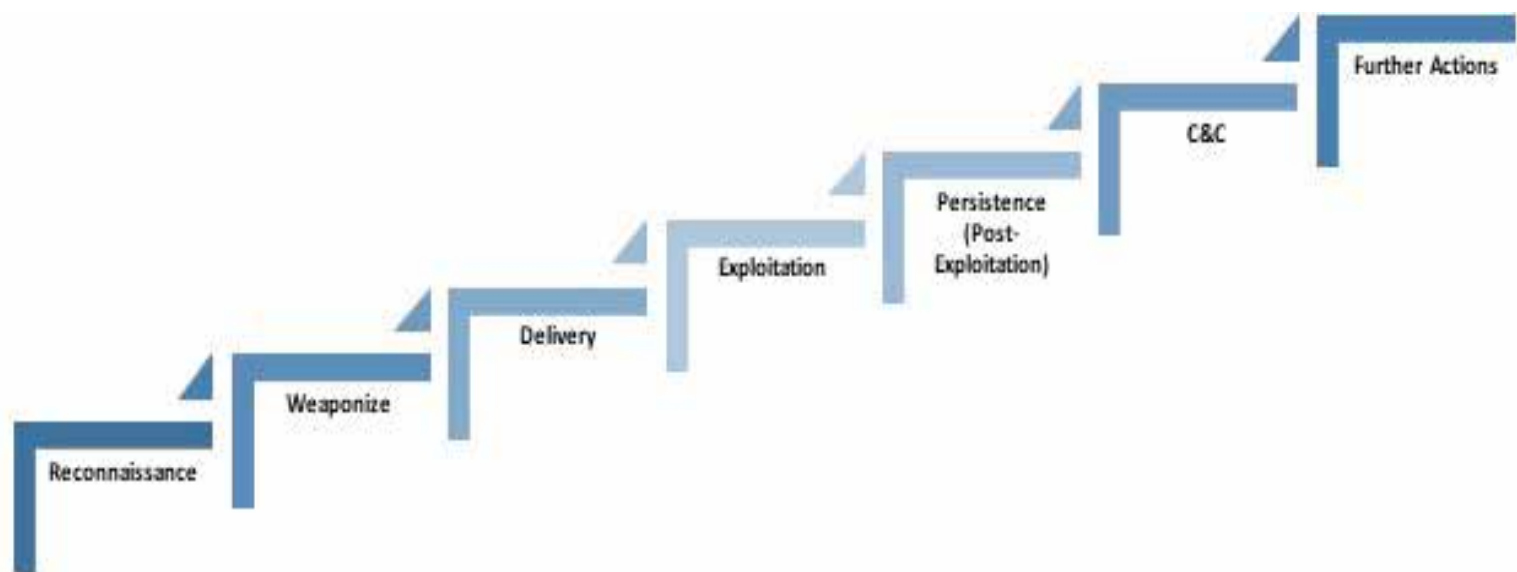 Reconnaissance
Weaponize
Delivery
Exploitation
Persistence
(Post-
Exploitation)
C&C
Further Actions